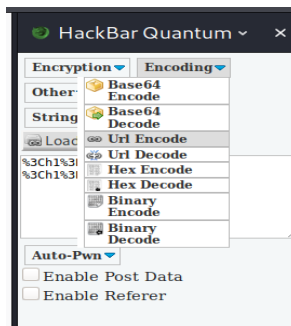 HackBar Quantum
Encryption Encoding
Other
Base64
Encode
String
Base64
Decode
Load
Url Encode
%3Ch1%3
Url Decode
%3Ch1%3
Hex Encode
Hex Decode
Binary
Encode
Binary
Decode
Auto-Pwn
Enable Post Data
Enable Referer